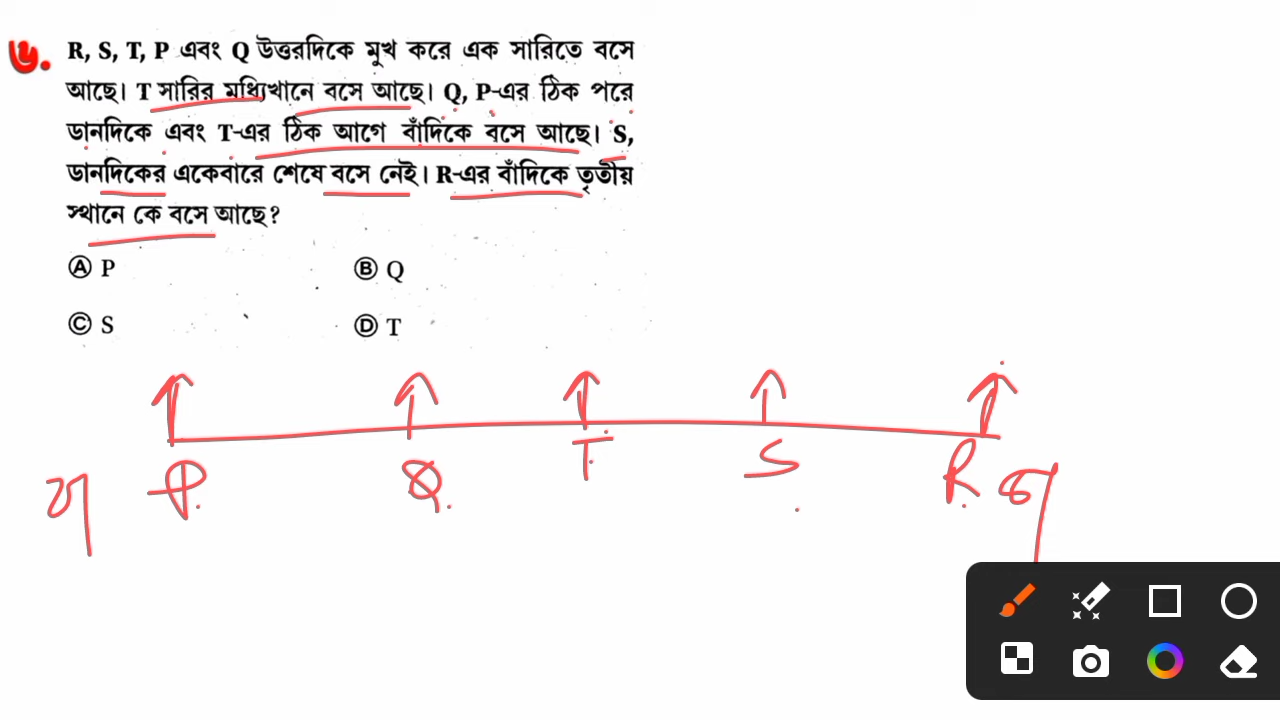 ৬. R, S, T, P এবং Q উত্তরদিকে মুখ করে এক সারিতে বসে
আছে। T সারির মধ্যিখানে বসে আছে। Q, P-এর ঠিক পরে
ডানদিকে এবং T-এর ঠিক আগে বাঁদিকে বসে আছে। S,
ডানদিকের একেবারে শেষে বসে নেই। R-এর বাঁদিকে তৃতীয়
স্থানে কে বসে আছে?
Ⓐ P Ⓑ Q
Ⓒ S Ⓓ T
বা P Q T S R ডা